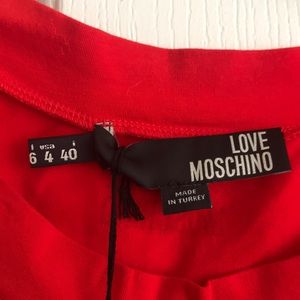 usa
6 4 40
LOVE
MOSCHINO
MADE
IN TURKEY